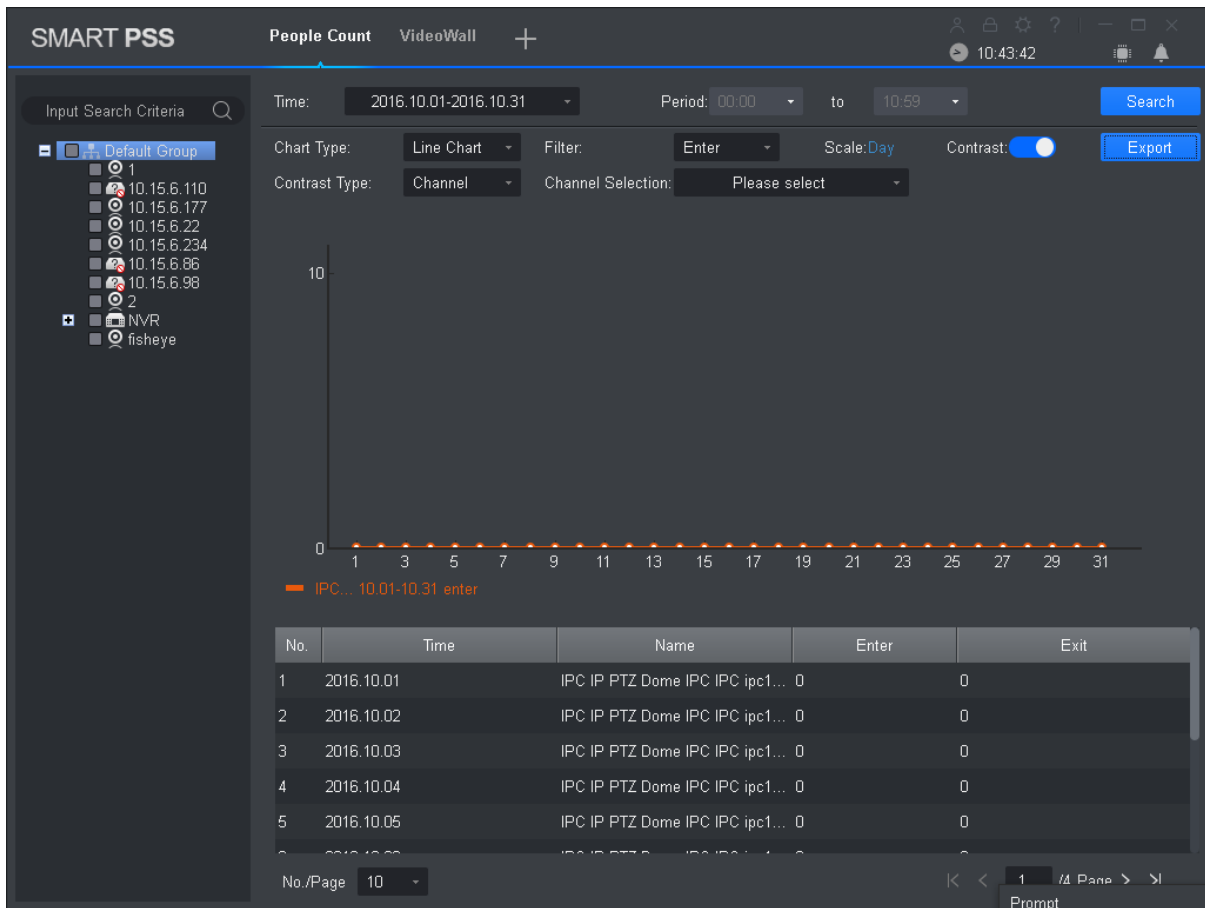 SMART PSS
People Count VideoWall
10:43:42
Input Search Criteria
Default Group
1
10.15.6.110
10.15.6.177
10.15.6.22
10.15.6.234
10.15.6.86
10.15.6.98
2
NVR
fisheye
Time: 2016.10.01-2016.10.31 Period: 00:00 to 10:59 Search
Chart Type: Line Chart Filter: Enter Scale:Day Contrast: Export
Contrast Type: Channel Channel Selection: Please select
10
0
1 3 5 7 9 11 13 15 17 19 21 23 25 27 29 31
IPC... 10.01-10.31 enter
No. Time Name Enter Exit
1 2016.10.01 IPC IP PTZ Dome IPC IPC ipc1... 0 0
2 2016.10.02 IPC IP PTZ Dome IPC IPC ipc1... 0 0
3 2016.10.03 IPC IP PTZ Dome IPC IPC ipc1... 0 0
4 2016.10.04 IPC IP PTZ Dome IPC IPC ipc1... 0 0
5 2016.10.05 IPC IP PTZ Dome IPC IPC ipc1... 0 0
No./Page 10 1 /4 Page
Prompt